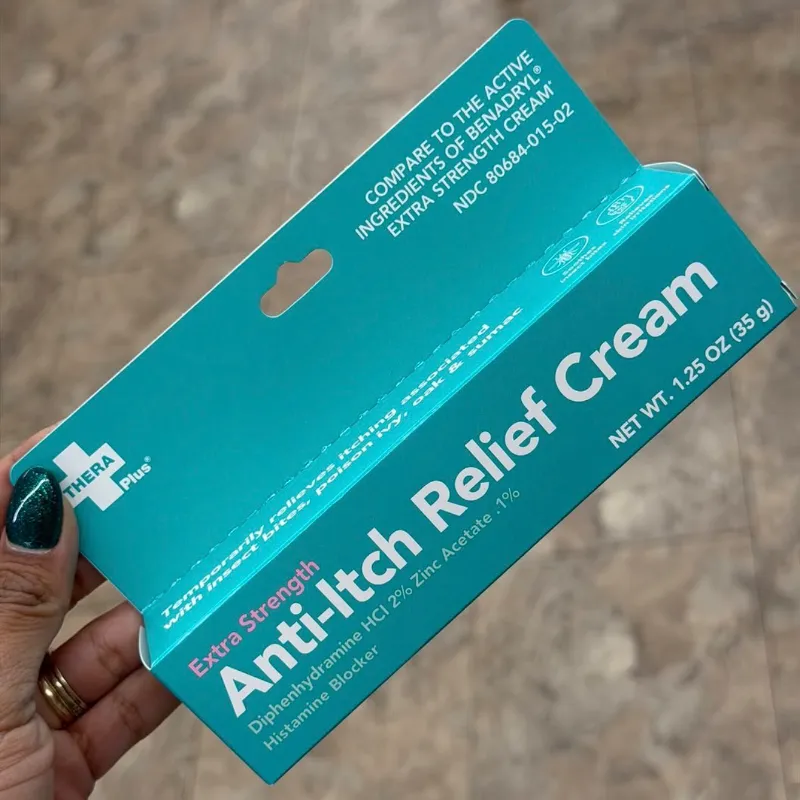 COMPARE TO THE ACTIVE
INGREDIENTS OF BENADRYL®
EXTRA STRENGTH CREAM*
NDC 80684-015-02
THERA
Plus®
Temporarily relieves itching associated
with insect bites, poison ivy, oak & sumac
Extra Strength
Anti-Itch Relief Cream
Diphenhydramine HCl 2% Zinc Acetate .1%
Histamine Blocker
NET WT. 1.25 OZ (35 g)